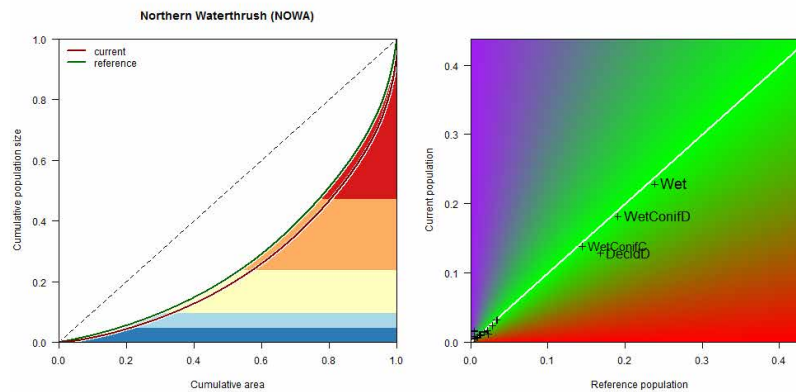 Northern Waterthrush (NOWA)
current
reference
1.0
0.8
0.6
0.4
0.2
0.0
0.0
0.2
0.4
0.6
0.8
1.0
Cumulative population size
Cumulative area
0.4
0.3
0.2
0.1
0.0
0.1
0.2
0.3
0.4
Current population
Reference population
Wet
WetConifD
WetConifC
DecidD